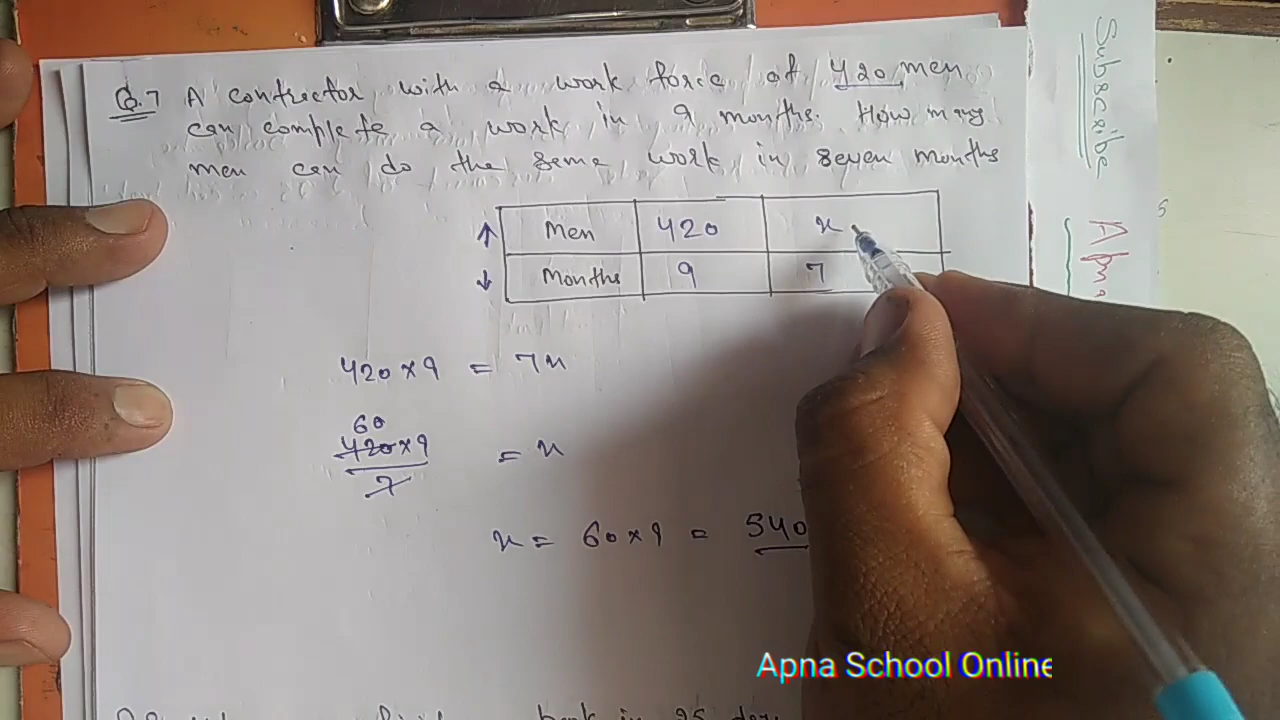 Q.7 A contractor with a work force of 420 men
can complete a work in 9 months. How many
men can do the same work in seven months
↑ Men 420 x
↓ Months 9 7
420×9 = 7x
60
420×9 = x
7
x = 60×9 = 540
Subscribe
Apna
Apna School Online